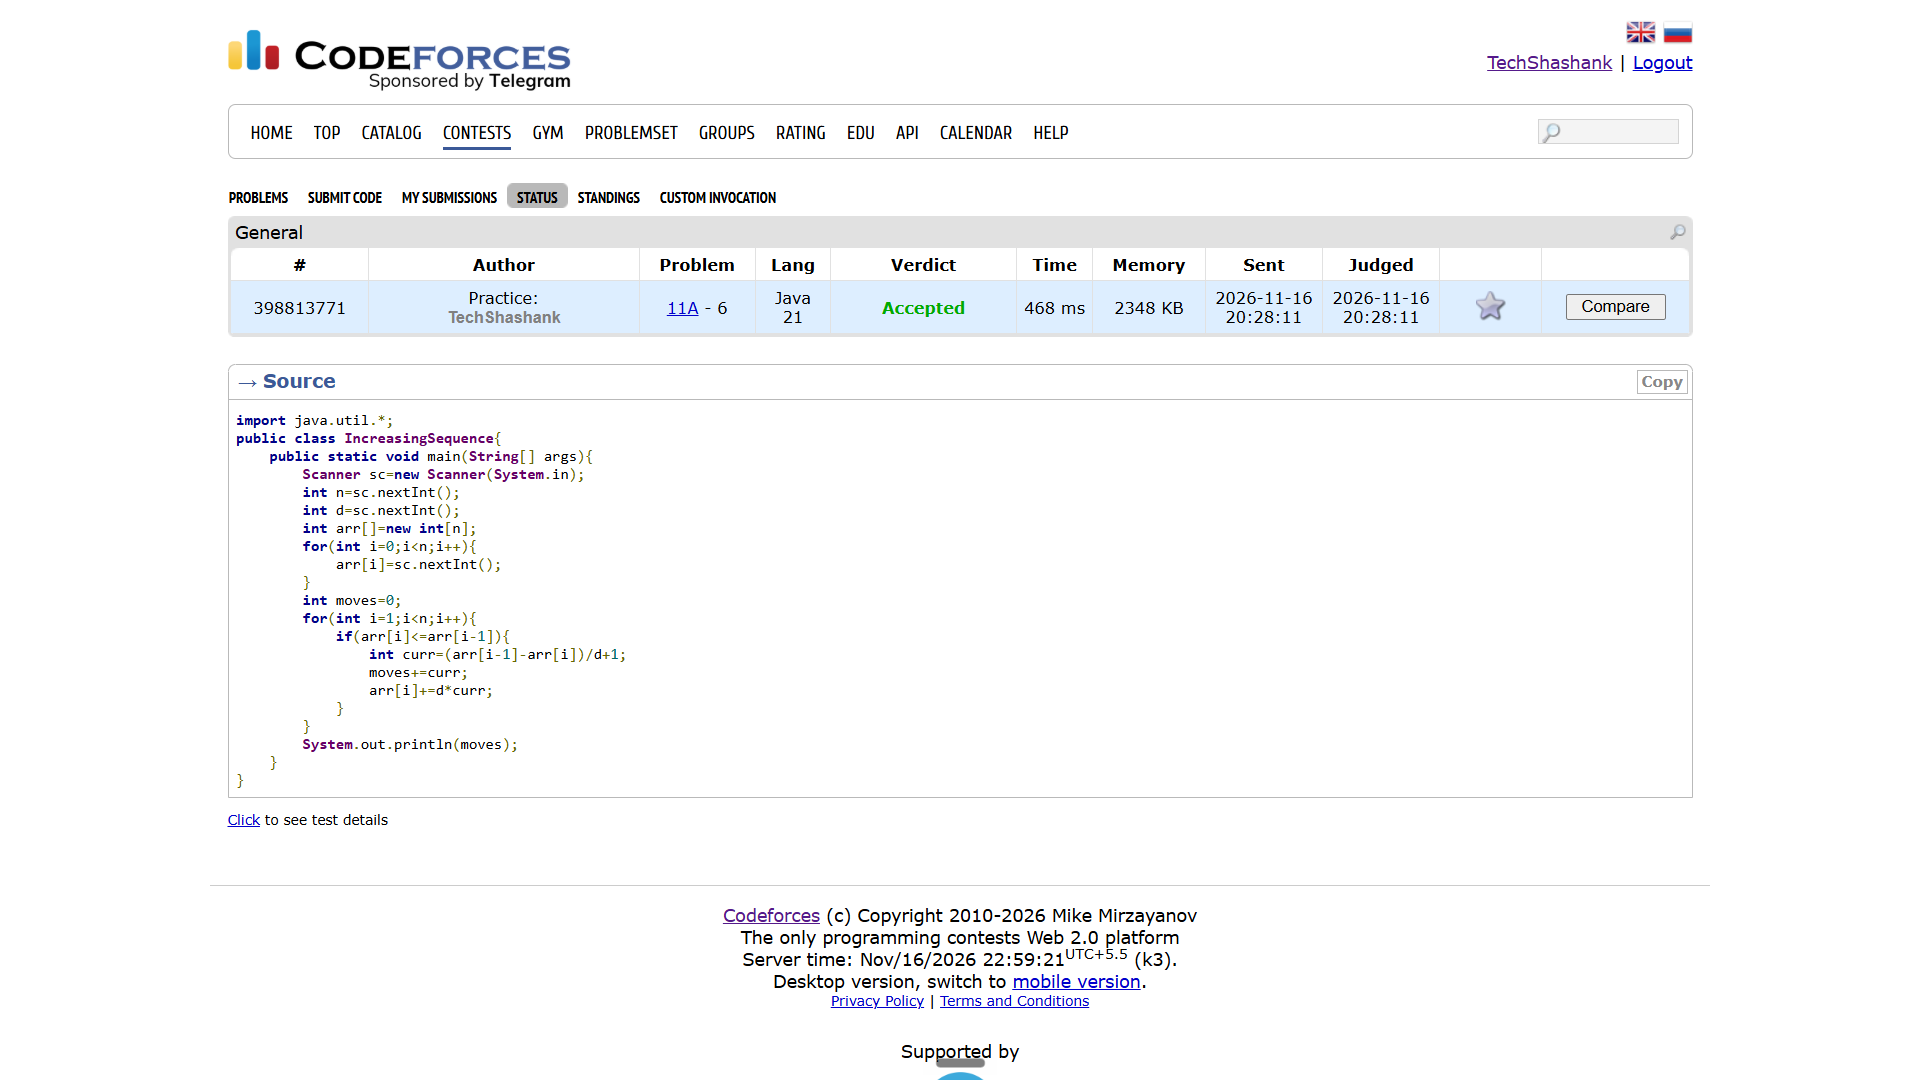 CODEFORCES
Sponsored by Telegram
TechShashank | Logout
HOME TOP CATALOG CONTESTS GYM PROBLEMSET GROUPS RATING EDU API CALENDAR HELP
PROBLEMS SUBMIT CODE MY SUBMISSIONS STATUS STANDINGS CUSTOM INVOCATION
General
# Author Problem Lang Verdict Time Memory Sent Judged
398813771 Practice: TechShashank 11A - 6 Java 21 Accepted 468 ms 2348 KB 2026-11-16 20:28:11 2026-11-16 20:28:11 Compare
→ Source Copy
import java.util.*;
public class IncreasingSequence{
    public static void main(String[] args){
        Scanner sc=new Scanner(System.in);
        int n=sc.nextInt();
        int d=sc.nextInt();
        int arr[]=new int[n];
        for(int i=0;i<n;i++){
            arr[i]=sc.nextInt();
        }
        int moves=0;
        for(int i=1;i<n;i++){
            if(arr[i]<=arr[i-1]){
                int curr=(arr[i-1]-arr[i])/d+1;
                moves+=curr;
                arr[i]+=d*curr;
            }
        }
        System.out.println(moves);
    }
}
Click to see test details
Codeforces (c) Copyright 2010-2026 Mike Mirzayanov
The only programming contests Web 2.0 platform
Server time: Nov/16/2026 22:59:21UTC+5.5 (k3).
Desktop version, switch to mobile version.
Privacy Policy | Terms and Conditions
Supported by